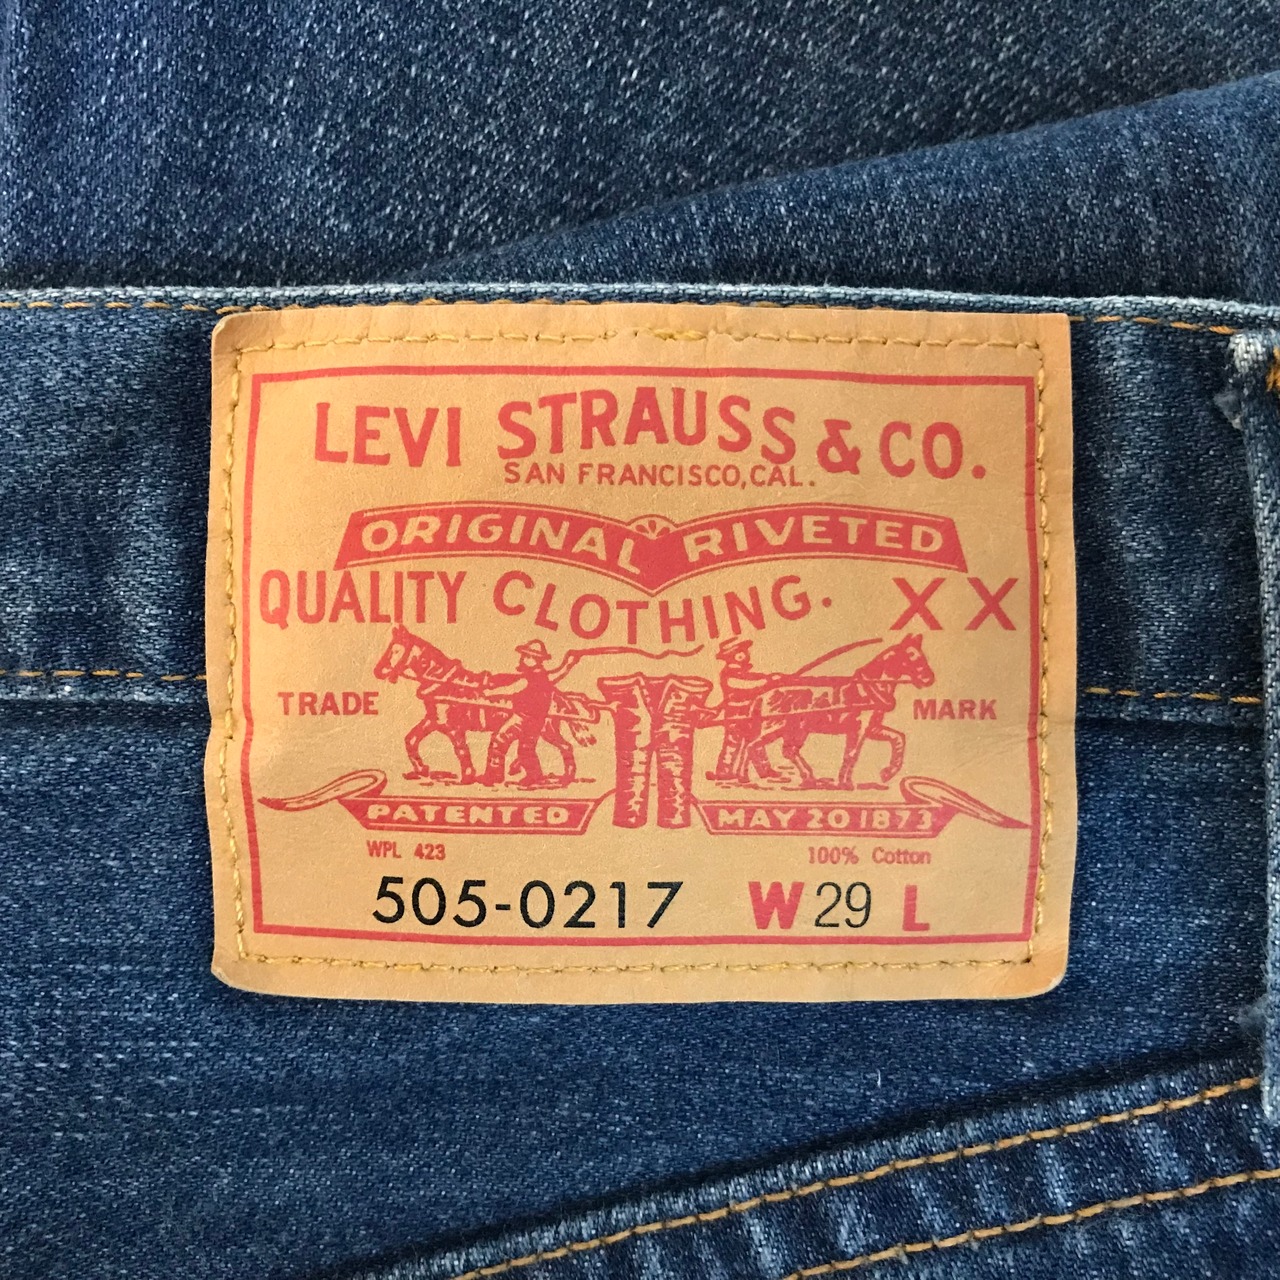 LEVI STRAUSS & CO.
SAN FRANCISCO, CAL.
ORIGINAL RIVETED
QUALITY CLOTHING. XX
TRADE MARK
PATENTED MAY 20 1873
WPL 423 100% Cotton
505-0217 W 29 L